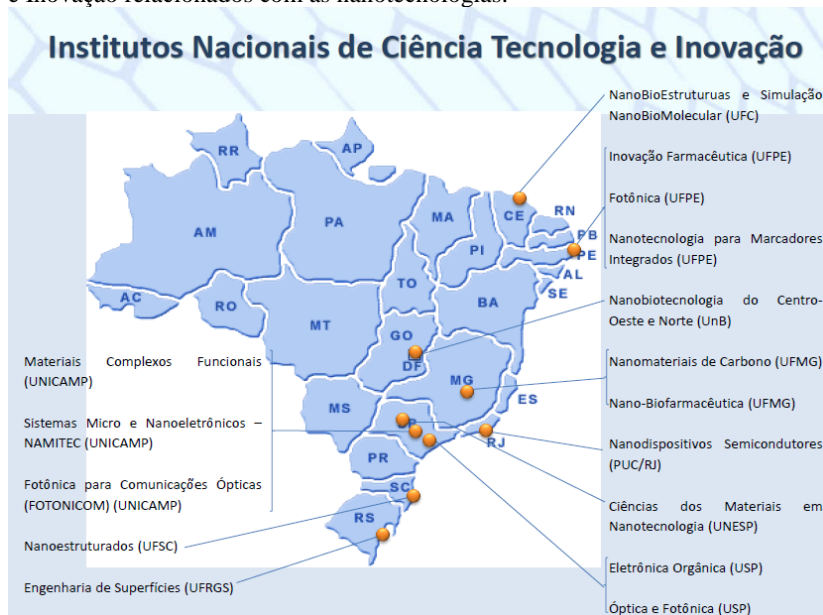 e Inovação relacionados com as nanotecnologias.
Institutos Nacionais de Ciência Tecnologia e Inovação
NanoBioEstruturuas e Simulação
NanoBioMolecular (UFC)
Inovação Farmacêutica (UFPE)
Fotônica (UFPE)
Nanotecnologia para Marcadores
Integrados (UFPE)
Nanobiotecnologia do Centro-
Oeste e Norte (UnB)
Nanomateriais de Carbono (UFMG)
Nano-Biofarmacêutica (UFMG)
Nanodispositivos Semicondutores
(PUC/RJ)
Ciências dos Materiais em
Nanotecnologia (UNESP)
Eletrônica Orgânica (USP)
Óptica e Fotônica (USP)
Materiais Complexos Funcionais
(UNICAMP)
Sistemas Micro e Nanoeletrônicos –
NAMITEC (UNICAMP)
Fotônica para Comunicações Ópticas
(FOTONICOM) (UNICAMP)
Nanoestruturados (UFSC)
Engenharia de Superfícies (UFRGS)
RR
AP
AM
PA
MA
CE
RN
PB
PE
PI
AL
SE
AC
RO
TO
BA
MT
GO
DF
MG
ES
MS
RJ
PR
SC
RS